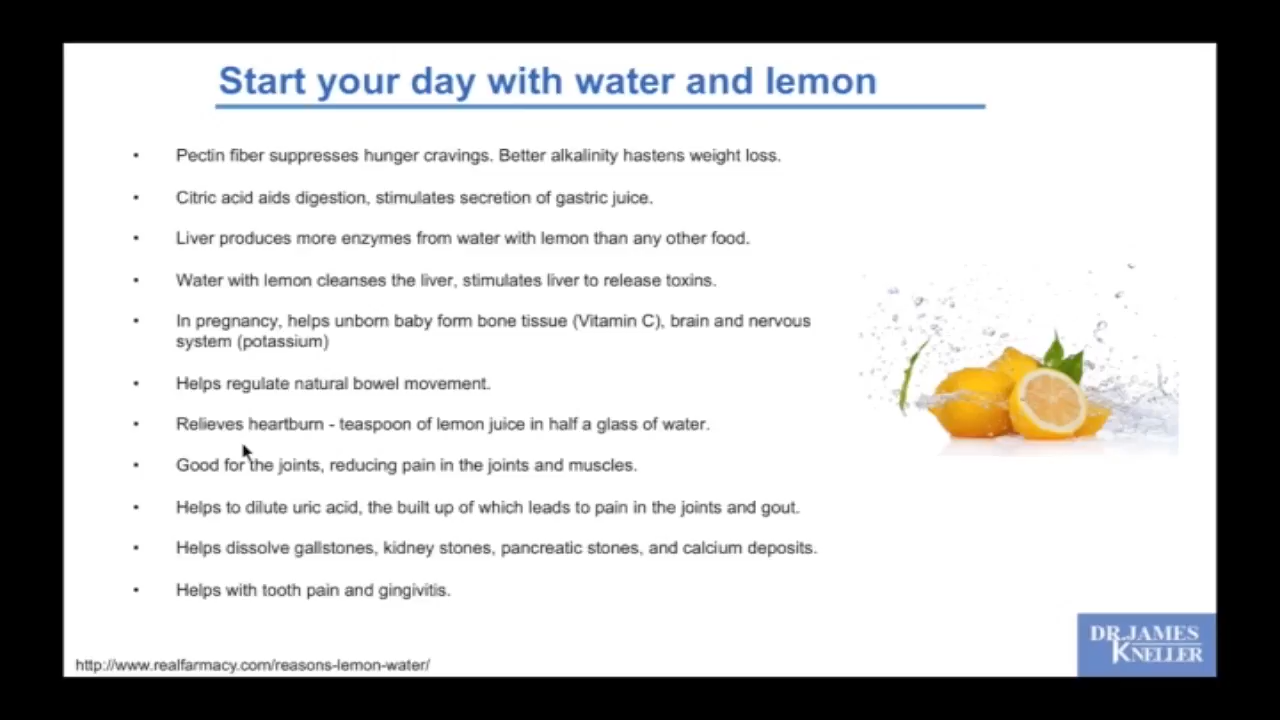 Start your day with water and lemon
• Pectin fiber suppresses hunger cravings. Better alkalinity hastens weight loss.
• Citric acid aids digestion, stimulates secretion of gastric juice.
• Liver produces more enzymes from water with lemon than any other food.
• Water with lemon cleanses the liver, stimulates liver to release toxins.
• In pregnancy, helps unborn baby form bone tissue (Vitamin C), brain and nervous
system (potassium)
• Helps regulate natural bowel movement.
• Relieves heartburn - teaspoon of lemon juice in half a glass of water.
• Good for the joints, reducing pain in the joints and muscles.
• Helps to dilute uric acid, the built up of which leads to pain in the joints and gout.
• Helps dissolve gallstones, kidney stones, pancreatic stones, and calcium deposits.
• Helps with tooth pain and gingivitis.
http://www.realfarmacy.com/reasons-lemon-water/
DR.JAMES
KNELLER